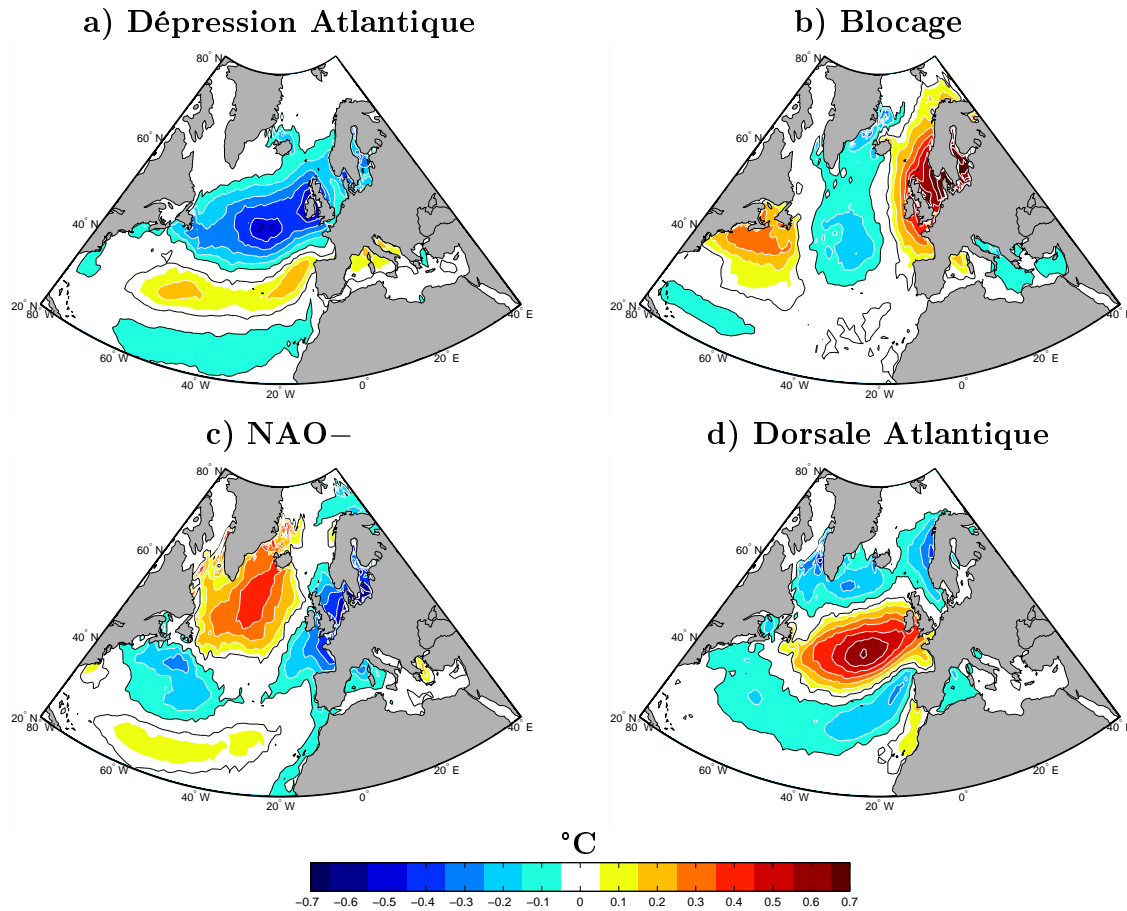 a) Dépression Atlantique
b) Blocage
80° N
60° N
40° N
20° N
80° W
60° W
40° W
20° W
0°
20° E
40° E
80° N
60° N
40° N
20° N
80° W
60° W
40° W
20° W
0°
20° E
40° E
c) NAO−
d) Dorsale Atlantique
80° N
60° N
40° N
20° N
80° W
60° W
40° W
20° W
0°
20° E
40° E
80° N
60° N
40° N
20° N
80° W
60° W
40° W
20° W
0°
20° E
40° E
°C
−0.7 −0.6 −0.5 −0.4 −0.3 −0.2 −0.1 0 0.1 0.2 0.3 0.4 0.5 0.6 0.7